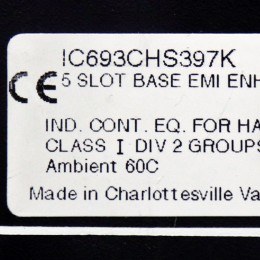 IC693CHS397K
CE 5 SLOT BASE EMI ENH
IND. CONT. EQ. FOR HA
CLASS I DIV 2 GROUPS
Ambient 60C
Made in Charlottesville Va